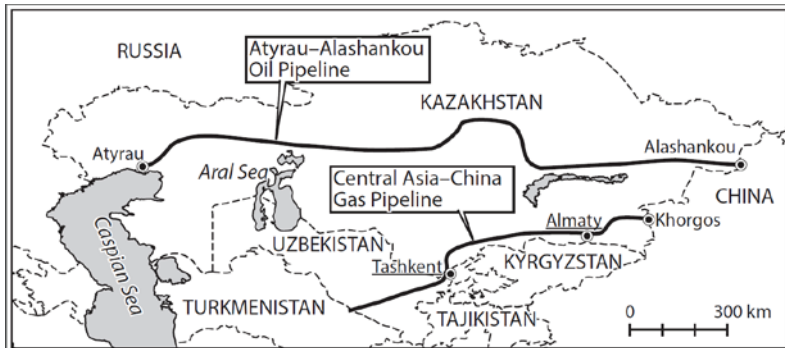 RUSSIA
Atyrau–Alashankou
Oil Pipeline
KAZAKHSTAN
Atyrau
Alashankou
Aral Sea
Central Asia–China
Gas Pipeline
CHINA
Caspian Sea
Almaty
Khorgos
UZBEKISTAN
KYRGYZSTAN
Tashkent
TURKMENISTAN
TAJIKISTAN
0 300 km